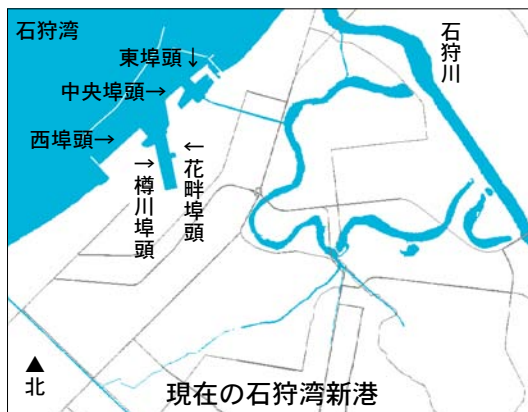 石狩湾
東埠頭↓
中央埠頭→
西埠頭→
→樽川埠頭
←花畔埠頭
石狩川
▲
北
現在の石狩湾新港